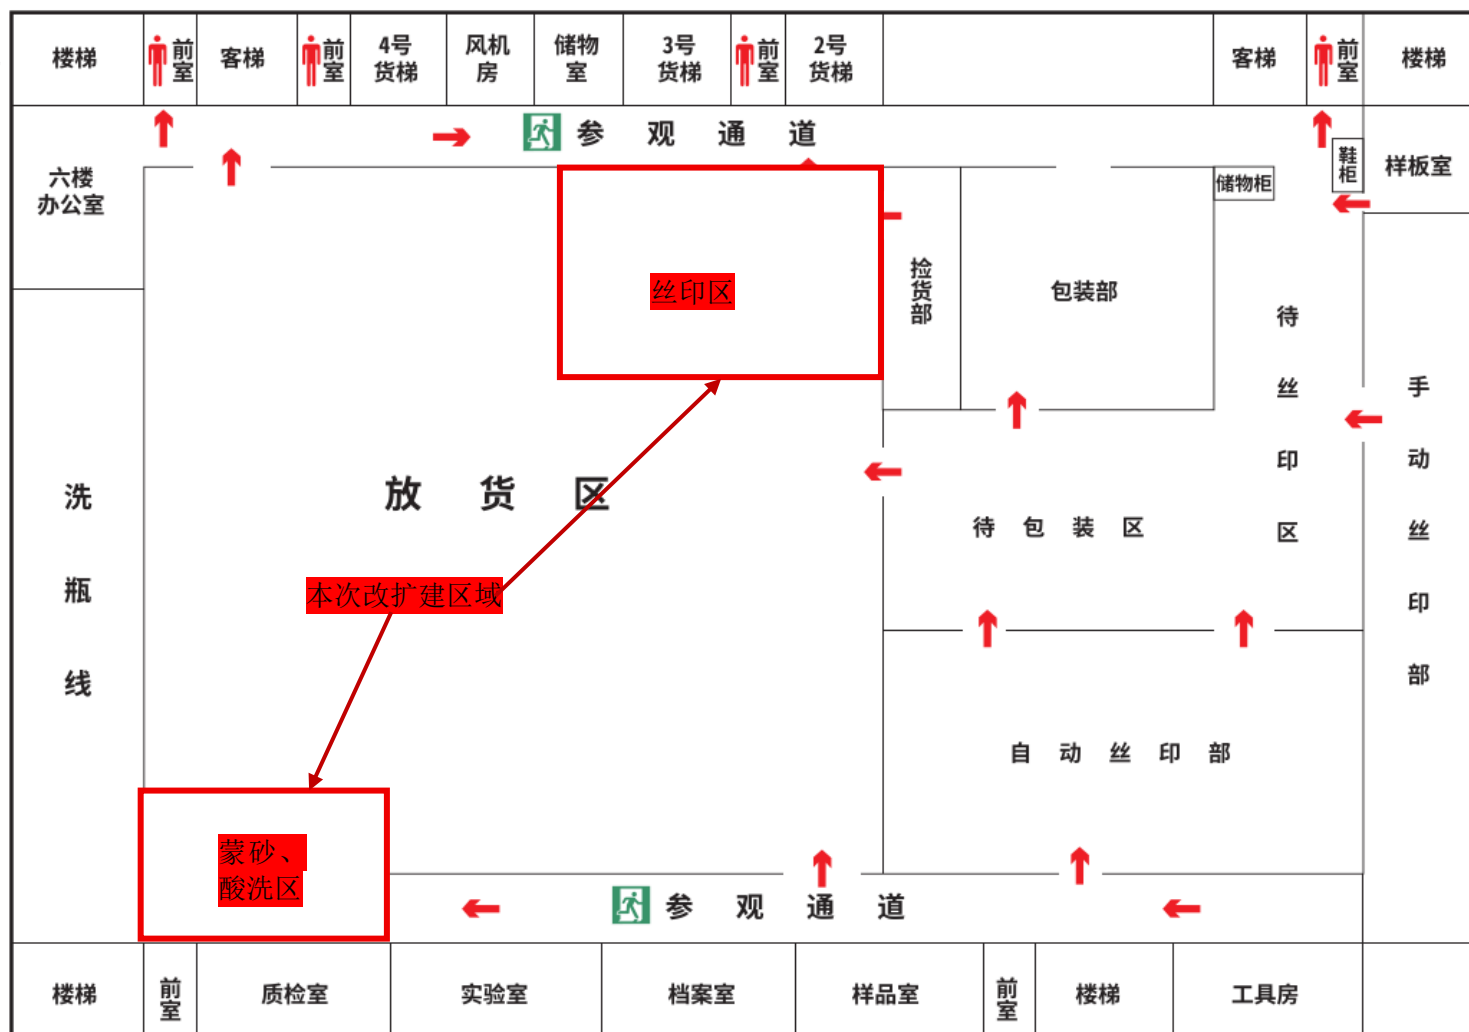 楼梯
前室
客梯
前室
4号
货梯
风机
房
储物
室
3号
货梯
前室
2号
货梯
客梯
前室
楼梯
参观通道
鞋柜
样板室
六楼
办公室
储物柜
丝印区
捡货部
包装部
待丝印区
手动丝印部
洗瓶线
放货区
待包装区
本次改扩建区域
自动丝印部
蒙砂、
酸洗区
参观通道
楼梯
前室
质检室
实验室
档案室
样品室
前室
楼梯
工具房